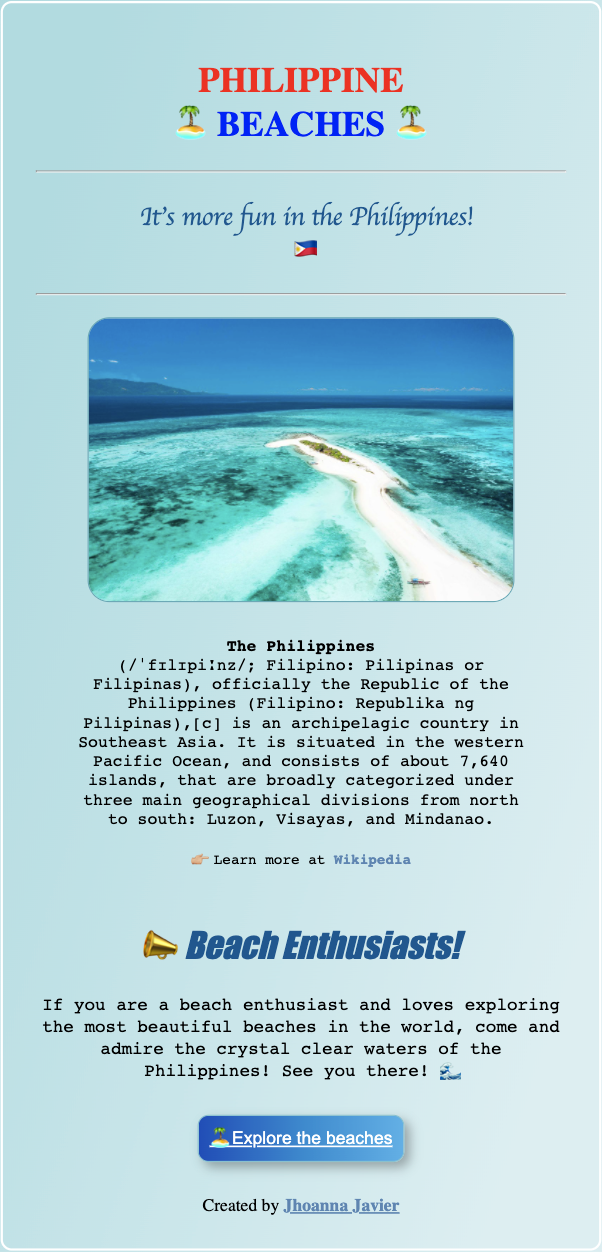 PHILIPPINE
🏝️ BEACHES 🏝️
It's more fun in the Philippines!
🇵🇭
The Philippines
(/ˈfɪlɪpiːnz/; Filipino: Pilipinas or
Filipinas), officially the Republic of the
Philippines (Filipino: Republika ng
Pilipinas),[c] is an archipelagic country in
Southeast Asia. It is situated in the western
Pacific Ocean, and consists of about 7,640
islands, that are broadly categorized under
three main geographical divisions from north
to south: Luzon, Visayas, and Mindanao.
👉🏼 Learn more at Wikipedia
📣 Beach Enthusiasts!
If you are a beach enthusiast and loves exploring
the most beautiful beaches in the world, come and
admire the crystal clear waters of the
Philippines! See you there! 🌊
🏝️Explore the beaches
Created by Jhoanna Javier